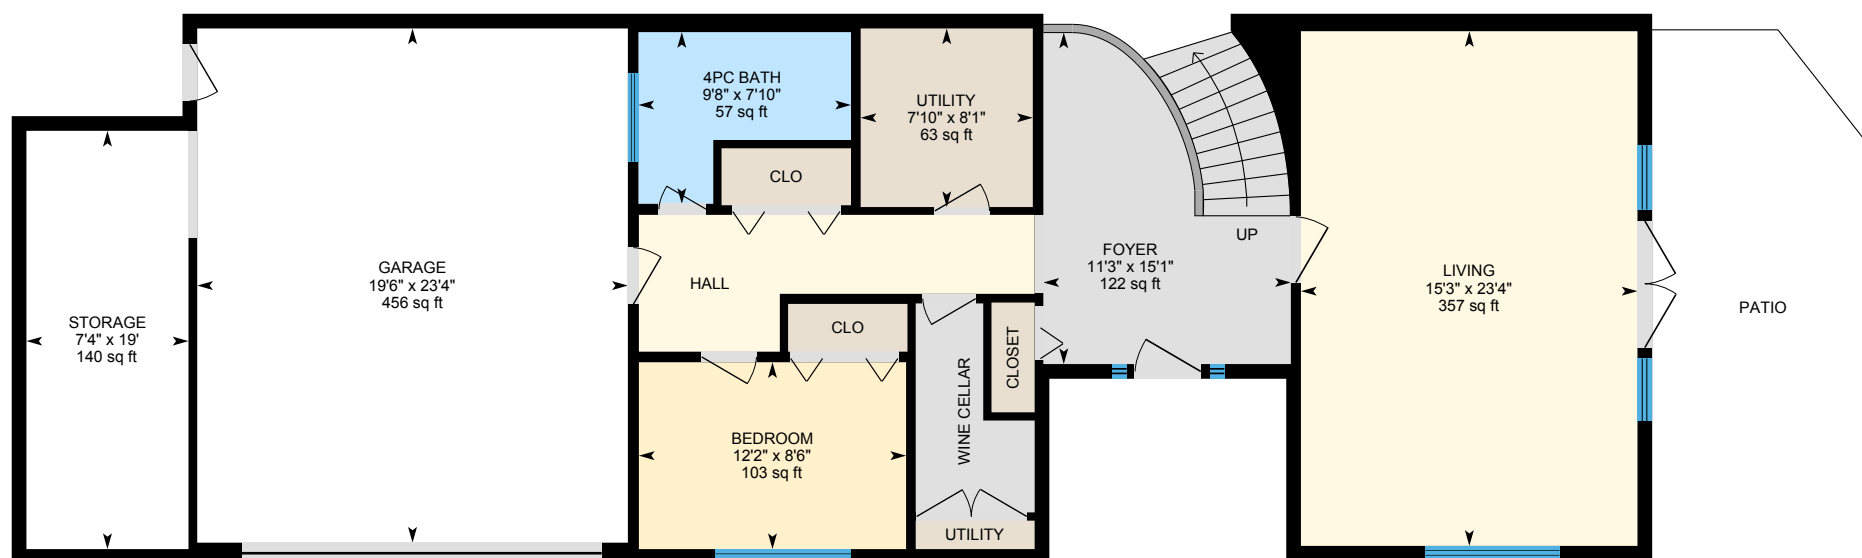 STORAGE
7'4" x 19'
140 sq ft
GARAGE
19'6" x 23'4"
456 sq ft
4PC BATH
9'8" x 7'10"
57 sq ft
CLO
UTILITY
7'10" x 8'1"
63 sq ft
HALL
CLO
BEDROOM
12'2" x 8'6"
103 sq ft
WINE CELLAR
CLOSET
UTILITY
FOYER
11'3" x 15'1"
122 sq ft
UP
LIVING
15'3" x 23'4"
357 sq ft
PATIO